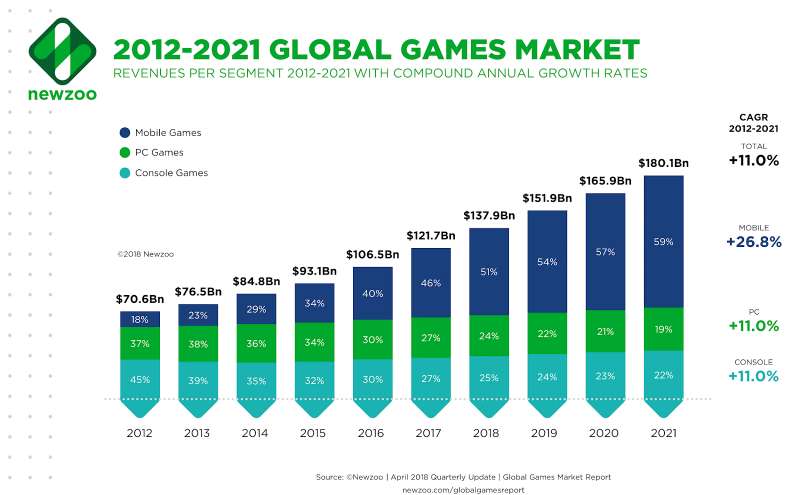 newzoo
2012-2021 GLOBAL GAMES MARKET
REVENUES PER SEGMENT 2012-2021 WITH COMPOUND ANNUAL GROWTH RATES
Mobile Games
PC Games
Console Games
©2018 Newzoo
$70.6Bn
18%
37%
45%
2012
$76.5Bn
23%
38%
39%
2013
$84.8Bn
29%
36%
35%
2014
$93.1Bn
34%
34%
32%
2015
$106.5Bn
40%
30%
30%
2016
$121.7Bn
46%
27%
27%
2017
$137.9Bn
51%
24%
25%
2018
$151.9Bn
54%
22%
24%
2019
$165.9Bn
57%
21%
23%
2020
$180.1Bn
59%
19%
22%
2021
CAGR
2012-2021
TOTAL
+11.0%
MOBILE
+26.8%
PC
+11.0%
CONSOLE
+11.0%
Source: ©Newzoo | April 2018 Quarterly Update | Global Games Market Report
newzoo.com/globalgamesreport